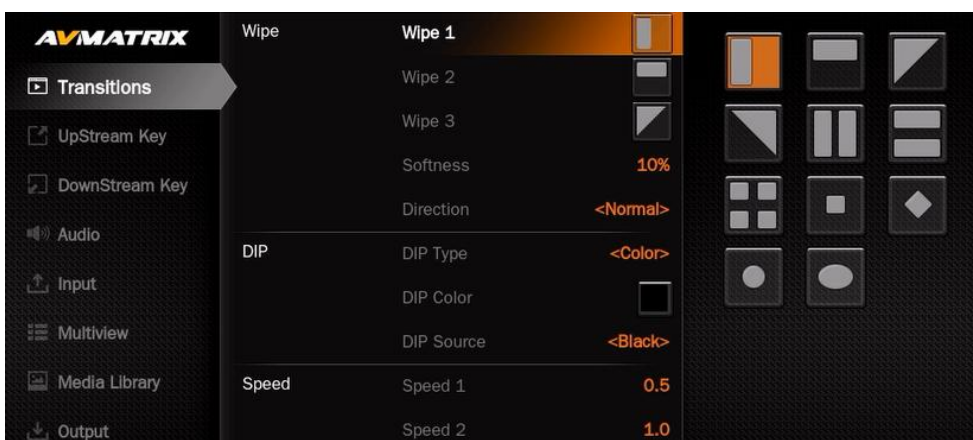 AVMATRIX
Transitions
UpStream Key
DownStream Key
Audio
Input
Multiview
Media Library
Output
Wipe Wipe 1
Wipe 2
Wipe 3
Softness 10%
Direction <Normal>
DIP DIP Type <Color>
DIP Color
DIP Source <Black>
Speed Speed 1 0.5
Speed 2 1.0